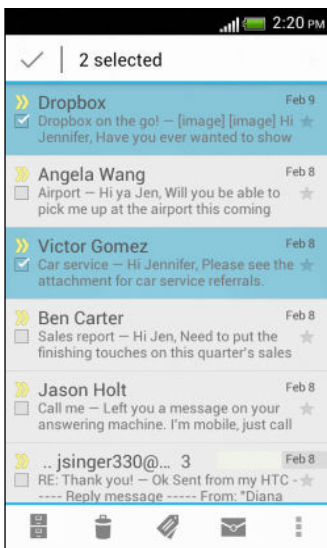 2:20 PM
2 selected
Dropbox Feb 9
Dropbox on the go! — [image] [image] Hi
Jennifer, Have you ever wanted to show
Angela Wang Feb 8
Airport — Hi ya Jen, Will you be able to
pick me up at the airport this coming
Victor Gomez Feb 8
Car service — Hi Jennifer, Please see the
attachment for car service referrals.
Ben Carter Feb 8
Sales report — Hi Jen, Need to put the
finishing touches on this quarter's sales
Jason Holt Feb 8
Call me — Left you a message on your
answering machine. I'm mobile, just call
.. jsinger330@... 3 Feb 8
RE: Thank you! — Ok Sent from my HTC -
---- Reply message ----- From: "Diana